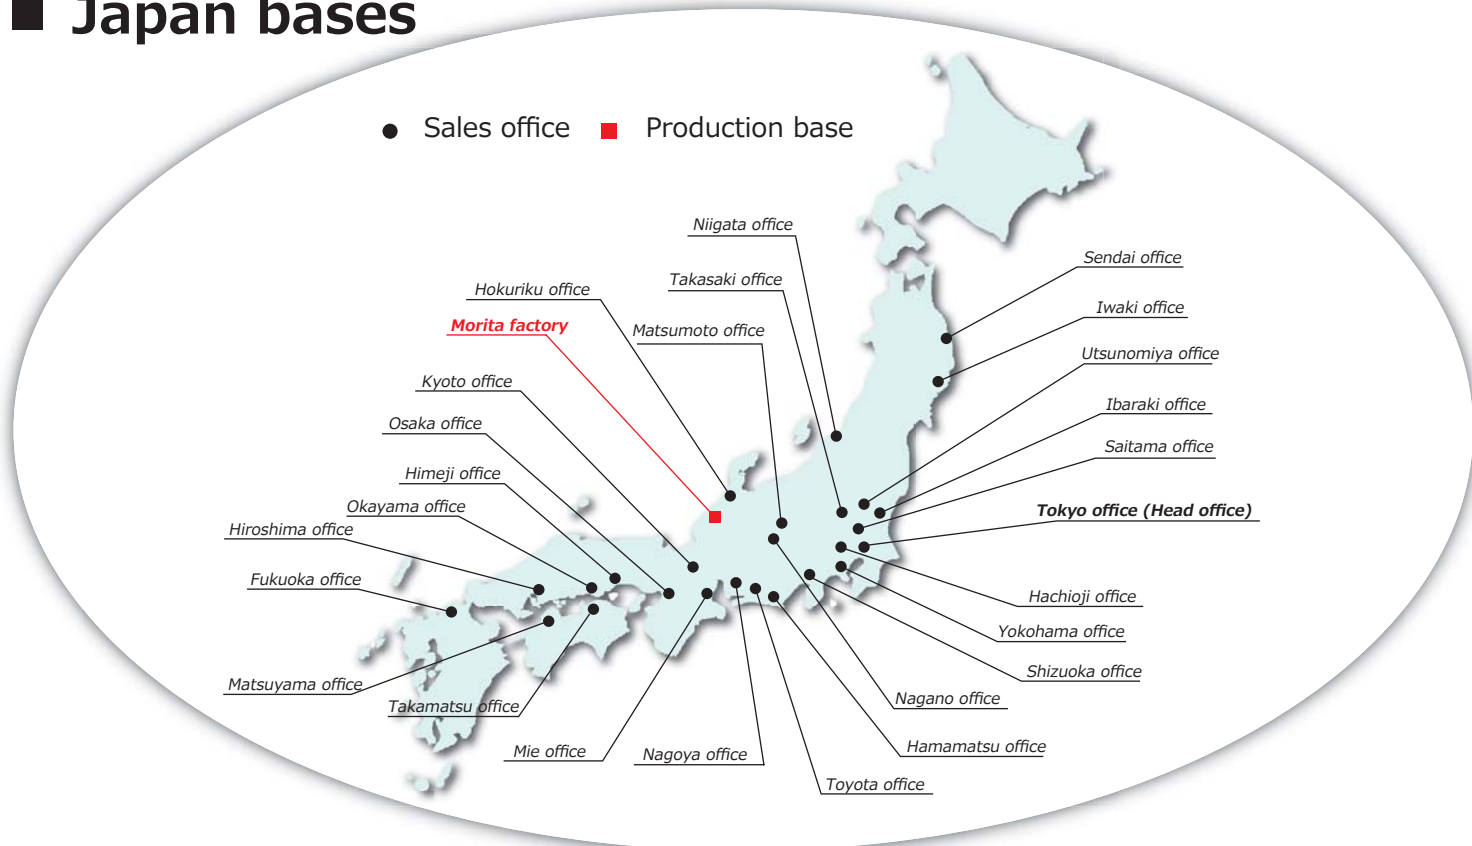 ■ Japan bases
● Sales office ■ Production base
Niigata office
Sendai office
Takasaki office
Hokuriku office
Iwaki office
Morita factory
Matsumoto office
Utsunomiya office
Kyoto office
Ibaraki office
Osaka office
Saitama office
Himeji office
Okayama office
Tokyo office (Head office)
Hiroshima office
Fukuoka office
Hachioji office
Yokohama office
Shizuoka office
Matsuyama office
Nagano office
Takamatsu office
Hamamatsu office
Mie office
Nagoya office
Toyota office